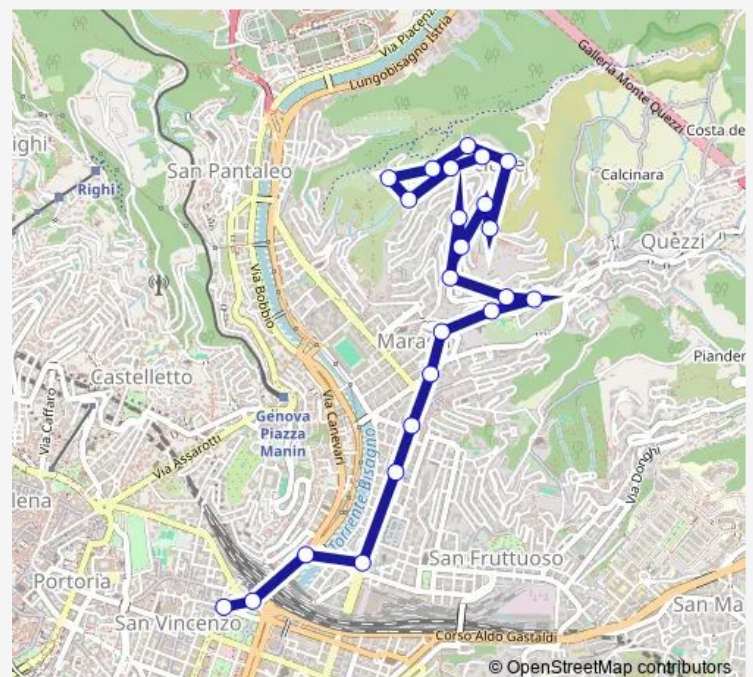 Via Piacenza
Lungobisagno Istria
Galleria Monte Quezzi
Costa de
ighi
San Pantaleo
Righi
Calcinara
Quezzi
Via Bobbio
Mara
Piander
Castelletto
Via Caffaro
Genova
Piazza
Manin
Via Canevari
Via Assarotti
Torrente Bisagno
Via Donghi
lena
San Fruttuoso
Portoria
San Vincenzo
San Ma
Corso Aldo Gastaldi
© OpenStreetMap contributors